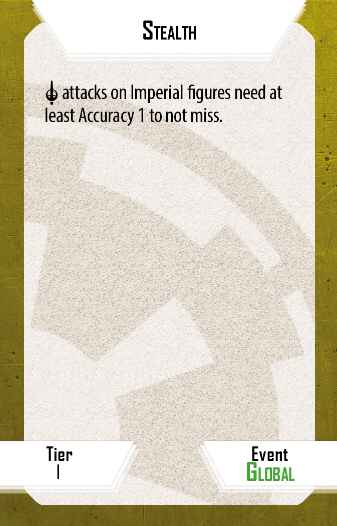 Stealth
attacks on Imperial figures need at
least Accuracy 1 to not miss.
Tier
I
Event
Global